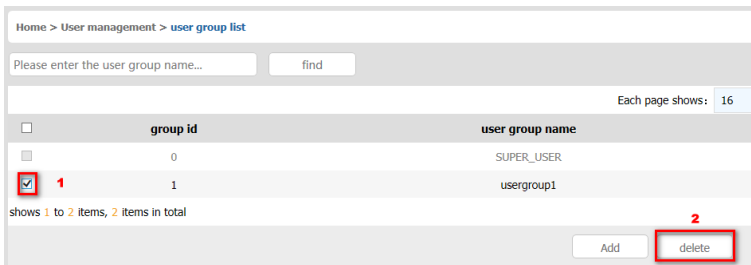 Home > User management > user group list
Please enter the user group name... find
Each page shows: 16
group id user group name
0 SUPER_USER
1 1 usergroup1
shows 1 to 2 items, 2 items in total
2
Add delete